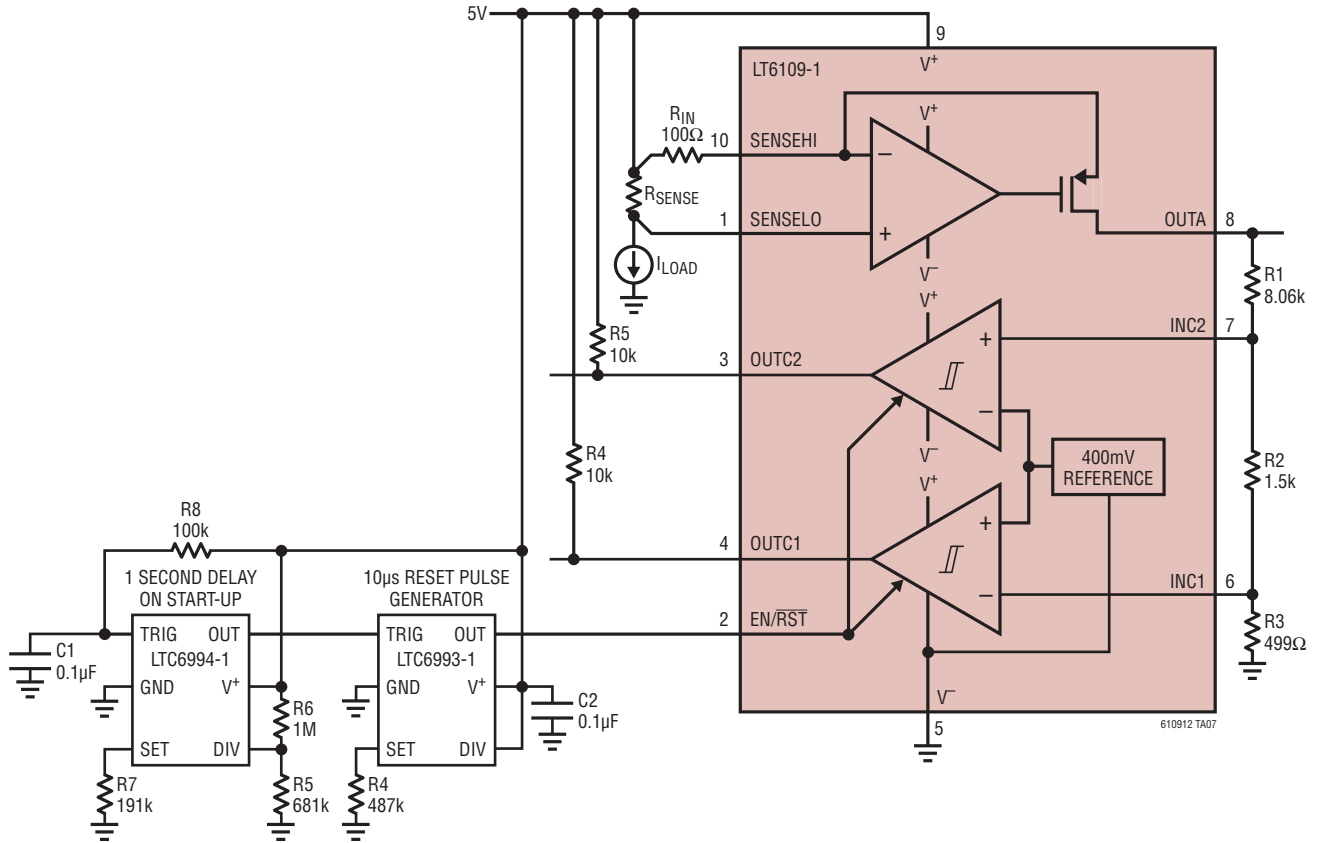 5V
9
LT6109-1
V+
RIN
100Ω
10
SENSEHI
V+
−
RSENSE
1
SENSELO
+
OUTA
8
V−
ILOAD
V+
R1
8.06k
INC2
7
+
R5
10k
3
OUTC2
−
V−
400mV
REFERENCE
R4
10k
V+
R2
1.5k
+
R8
100k
4
OUTC1
INC1
6
−
1 SECOND DELAY
ON START-UP
10µs RESET PULSE
GENERATOR
2
EN/RST
R3
499Ω
C1
0.1µF
TRIG
OUT
LTC6994-1
GND
V+
SET
DIV
TRIG
OUT
LTC6993-1
GND
V+
SET
DIV
R6
1M
C2
0.1µF
V−
5
610912 TA07
R7
191k
R5
681k
R4
487k